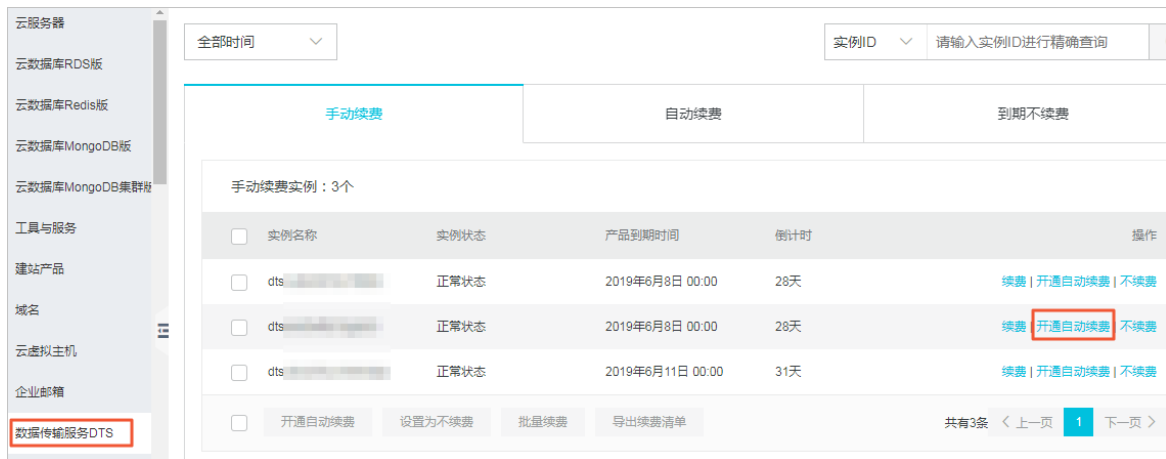 云服务器
云数据库RDS版
云数据库Redis版
云数据库MongoDB版
云数据库MongoDB集群版
工具与服务
建站产品
域名
云虚拟主机
企业邮箱
数据传输服务DTS
全部时间
实例ID 请输入实例ID进行精确查询
手动续费 自动续费 到期不续费
手动续费实例：3个
实例名称 实例状态 产品到期时间 倒计时 操作
dts 正常状态 2019年6月8日 00:00 28天 续费 | 开通自动续费 | 不续费
dts 正常状态 2019年6月8日 00:00 28天 续费 | 开通自动续费 不续费
dts 正常状态 2019年6月11日 00:00 31天 续费 | 开通自动续费 | 不续费
开通自动续费 设置为不续费 批量续费 导出续费清单 共有3条 上一页 1 下一页